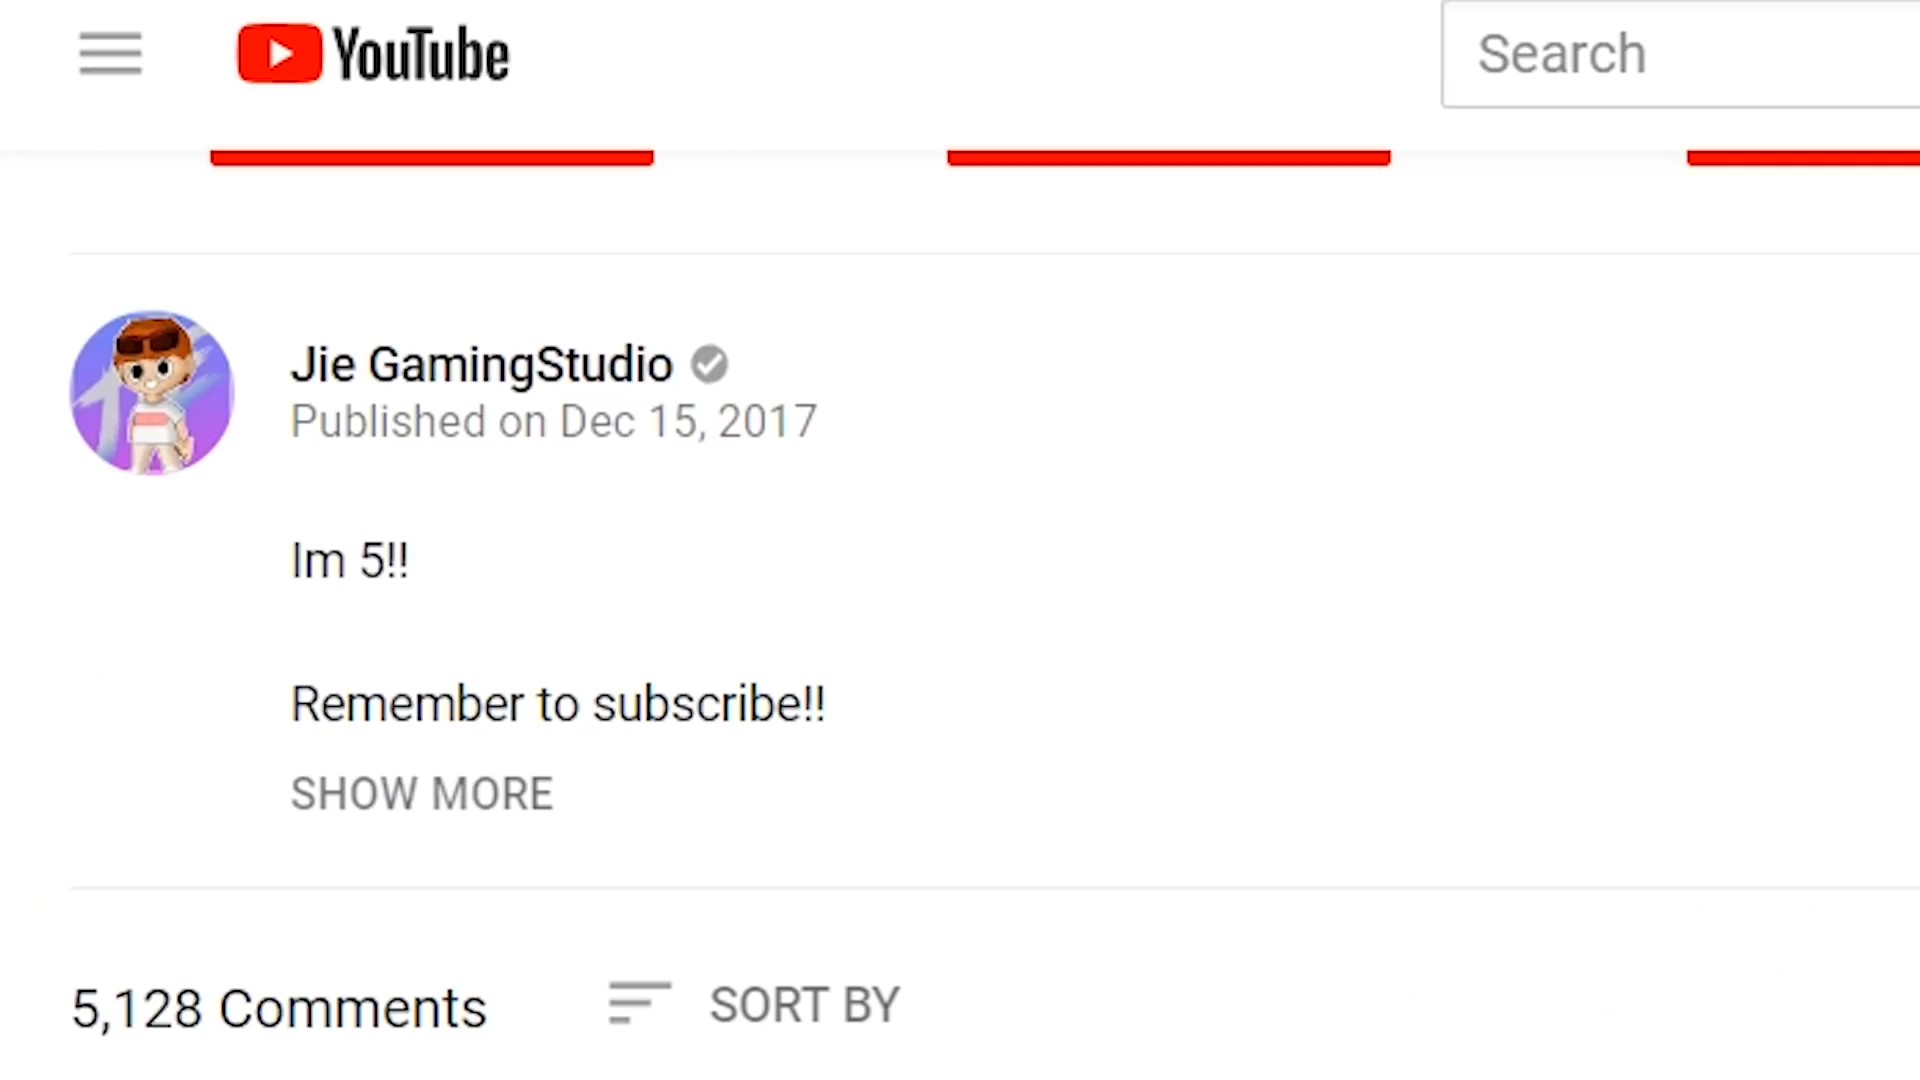 YouTube
Search
Jie GamingStudio
Published on Dec 15, 2017
Im 5!!
Remember to subscribe!!
SHOW MORE
5,128 Comments
SORT BY